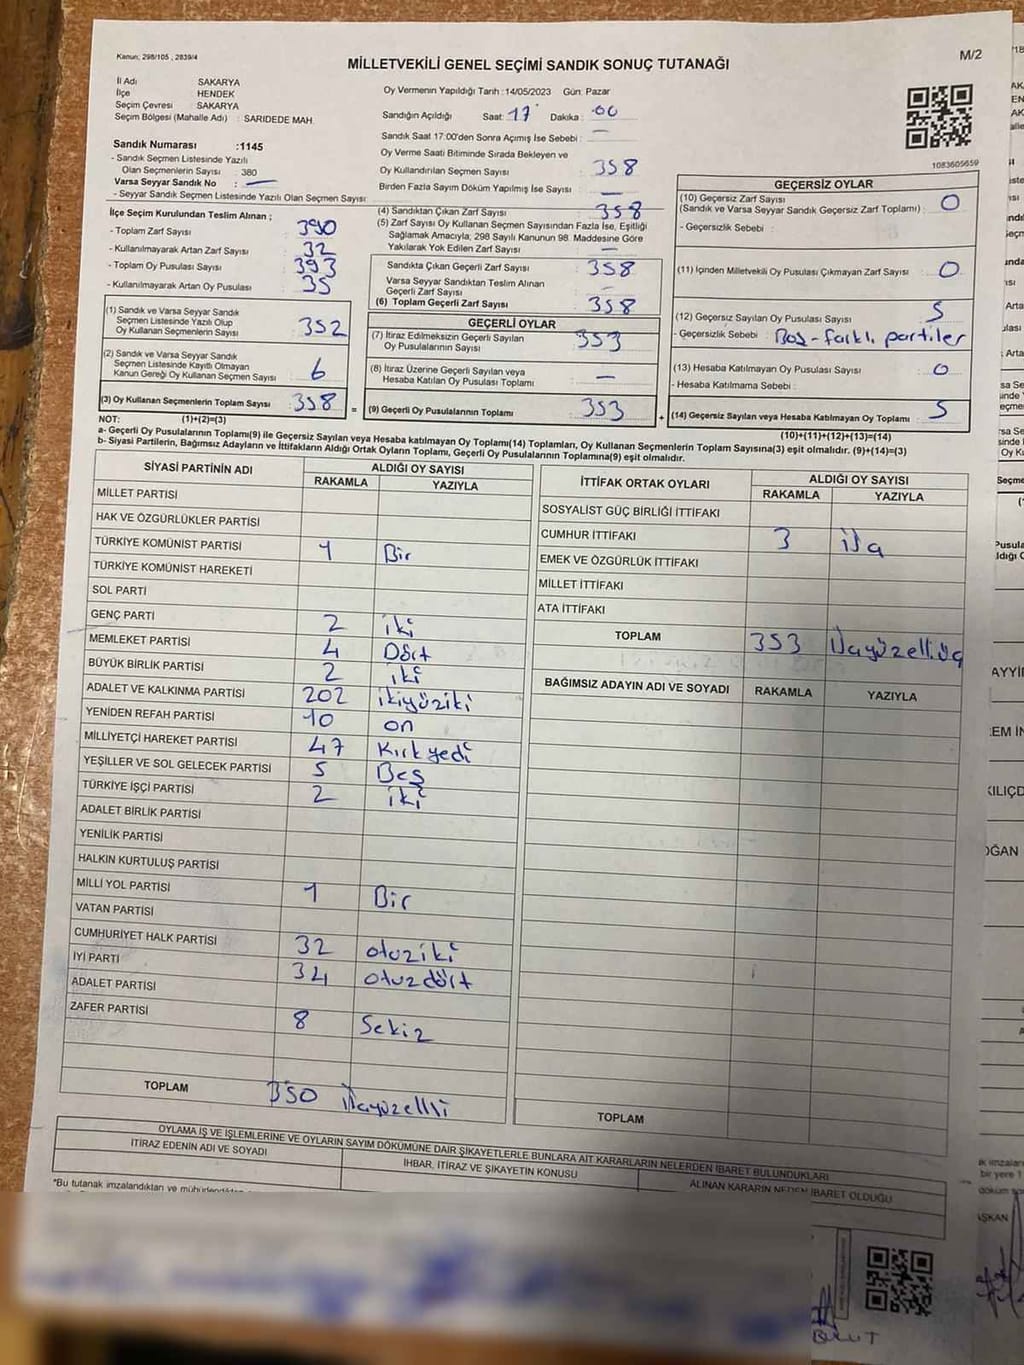 Kanun: 298/105 , 2839/4
M/2
MİLLETVEKİLİ GENEL SEÇİMİ SANDIK SONUÇ TUTANAĞI
İl Adı SAKARYA
İlçe HENDEK
Seçim Çevresi : SAKARYA
Seçim Bölgesi (Mahalle Adı) : SARIDEDE MAH.
Sandık Numarası :1145
- Sandık Seçmen Listesinde Yazılı
Olan Seçmenlerin Sayısı : 380
Varsa Seyyar Sandık No : —
- Seyyar Sandık Seçmen Listesinde Yazılı Olan Seçmen Sayısı
Oy Vermenin Yapıldığı Tarih :14/05/2023 Gün: Pazar
Sandığın Açıldığı Saat: 17 Dakika : 00
Sandık Saat 17:00'den Sonra Açımış İse Sebebi : —
Oy Verme Saati Bitiminde Sırada Bekleyen ve
Oy Kullandırılan Seçmen Sayısı 358
Birden Fazla Sayım Döküm Yapılmış İse Sayısı —
1083605659
İlçe Seçim Kurulundan Teslim Alınan ;
- Toplam Zarf Sayısı 390
- Kullanılmayarak Artan Zarf Sayısı 32
- Toplam Oy Pusulası Sayısı 393
- Kullanılmayarak Artan Oy Pusulası 35
(1) Sandık ve Varsa Seyyar Sandık
Seçmen Listesinde Yazılı Olup
Oy Kullanan Seçmenlerin Sayısı 352
(2) Sandık ve Varsa Seyyar Sandık
Seçmen Listesinde Kayıtlı Olmayan
Kanun Gereği Oy Kullanan Seçmen Sayısı 6
(3) Oy Kullanan Seçmenlerin Toplam Sayısı 358
(4) Sandıktan Çıkan Zarf Sayısı 358
(5) Zarf Sayısı Oy Kullanan Seçmen Sayısından Fazla İse, Eşitliği
Sağlamak Amacıyla; 298 Sayılı Kanunun 98. Maddesine Göre
Yakılarak Yok Edilen Zarf Sayısı —
Sandıkta Çıkan Geçerli Zarf Sayısı 358
Varsa Seyyar Sandıktan Teslim Alınan
Geçerli Zarf Sayısı —
(6) Toplam Geçerli Zarf Sayısı 358
GEÇERLİ OYLAR
(7) İtiraz Edilmeksizin Geçerli Sayılan
Oy Pusulalarının Sayısı 353
(8) İtiraz Üzerine Geçerli Sayılan veya
Hesaba Katılan Oy Pusulası Toplamı —
= (9) Geçerli Oy Pusulalarının Toplamı 353
GEÇERSİZ OYLAR
(10) Geçersiz Zarf Sayısı
(Sandık ve Varsa Seyyar Sandık Geçersiz Zarf Toplamı) : 0
- Geçersizlik Sebebi :
(11) İçinden Milletvekili Oy Pusulası Çıkmayan Zarf Sayısı : 0
(12) Geçersiz Sayılan Oy Pusulası Sayısı : 5
- Geçersizlik Sebebi : Boş - farklı partiler
(13) Hesaba Katılmayan Oy Pusulası Sayısı : 0
- Hesaba Katılmama Sebebi :
+ (14) Geçersiz Sayılan veya Hesaba Katılmayan Oy Toplamı : 5
NOT: (1)+(2)=(3)
(10)+(11)+(12)+(13)=(14)
a- Geçerli Oy Pusulalarının Toplamı(9) ile Geçersiz Sayılan veya Hesaba katılmayan Oy Toplamı(14) Toplamları, Oy Kullanan Seçmenlerin Toplam Sayısına(3) eşit olmalıdır. (9)+(14)=(3)
b- Siyasi Partilerin, Bağımsız Adayların ve İttifakların Aldığı Ortak Oyların Toplamı, Geçerli Oy Pusulalarının Toplamına(9) eşit olmalıdır.
SİYASİ PARTİNİN ADI ALDIĞI OY SAYISI
RAKAMLA YAZIYLA
MİLLET PARTİSİ
HAK VE ÖZGÜRLÜKLER PARTİSİ
TÜRKİYE KOMÜNİST PARTİSİ 1 Bir
TÜRKİYE KOMÜNİST HAREKETİ
SOL PARTİ
GENÇ PARTİ 2 iki
MEMLEKET PARTİSİ 4 Dört
BÜYÜK BİRLİK PARTİSİ 2 iki
ADALET VE KALKINMA PARTİSİ 202 ikiyüziki
YENİDEN REFAH PARTİSİ 10 on
MİLLİYETÇİ HAREKET PARTİSİ 47 Kırkyedi
YEŞİLLER VE SOL GELECEK PARTİSİ 5 Beş
TÜRKİYE İŞÇİ PARTİSİ 2 iki
ADALET BİRLİK PARTİSİ
YENİLİK PARTİSİ
HALKIN KURTULUŞ PARTİSİ
MİLLİ YOL PARTİSİ 1 Bir
VATAN PARTİSİ
CUMHURİYET HALK PARTİSİ 32 otuziki
İYİ PARTİ 34 otuzdört
ADALET PARTİSİ
ZAFER PARTİSİ 8 Sekiz
TOPLAM 350 Üçyüzelli
İTTİFAK ORTAK OYLARI ALDIĞI OY SAYISI
RAKAMLA YAZIYLA
SOSYALİST GÜÇ BİRLİĞİ İTTİFAKI
CUMHUR İTTİFAKI 3 Üç
EMEK VE ÖZGÜRLÜK İTTİFAKI
MİLLET İTTİFAKI
ATA İTTİFAKI
TOPLAM 353 Üçyüzelliüç
BAĞIMSIZ ADAYIN ADI VE SOYADI RAKAMLA YAZIYLA
TOPLAM
OYLAMA İŞ VE İŞLEMLERİNE VE OYLARIN SAYIM DÖKÜMÜNE DAİR ŞİKAYETLERLE BUNLARA AİT KARARLARIN NELERDEN İBARET BULUNDUKLARI
İTİRAZ EDENİN ADI VE SOYADI İHBAR, İTİRAZ VE ŞİKAYETİN KONUSU ALINAN KARARIN NEDEN İBARET OLDUĞU
*Bu tutanak imzalandıktan ve
BULUT